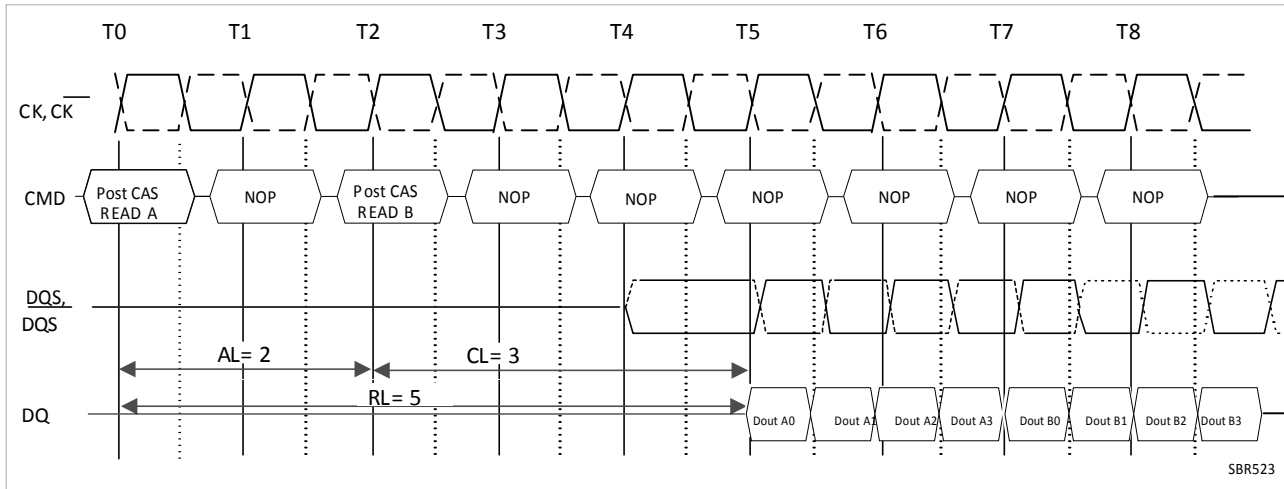 T0 T1 T2 T3 T4 T5 T6 T7 T8
CK, CK
CMD
Post CAS
READ A
NOP
Post CAS
READ B
NOP
NOP
NOP
NOP
NOP
NOP
DQS,
DQS
AL= 2
CL= 3
RL= 5
DQ
Dout A0
Dout A1
Dout A2
Dout A3
Dout B0
Dout B1
Dout B2
Dout B3
SBR523